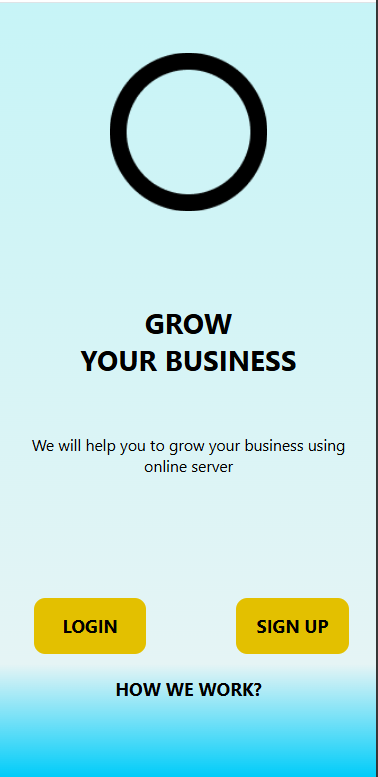 GROW
YOUR BUSINESS
We will help you to grow your business using
online server
LOGIN
SIGN UP
HOW WE WORK?